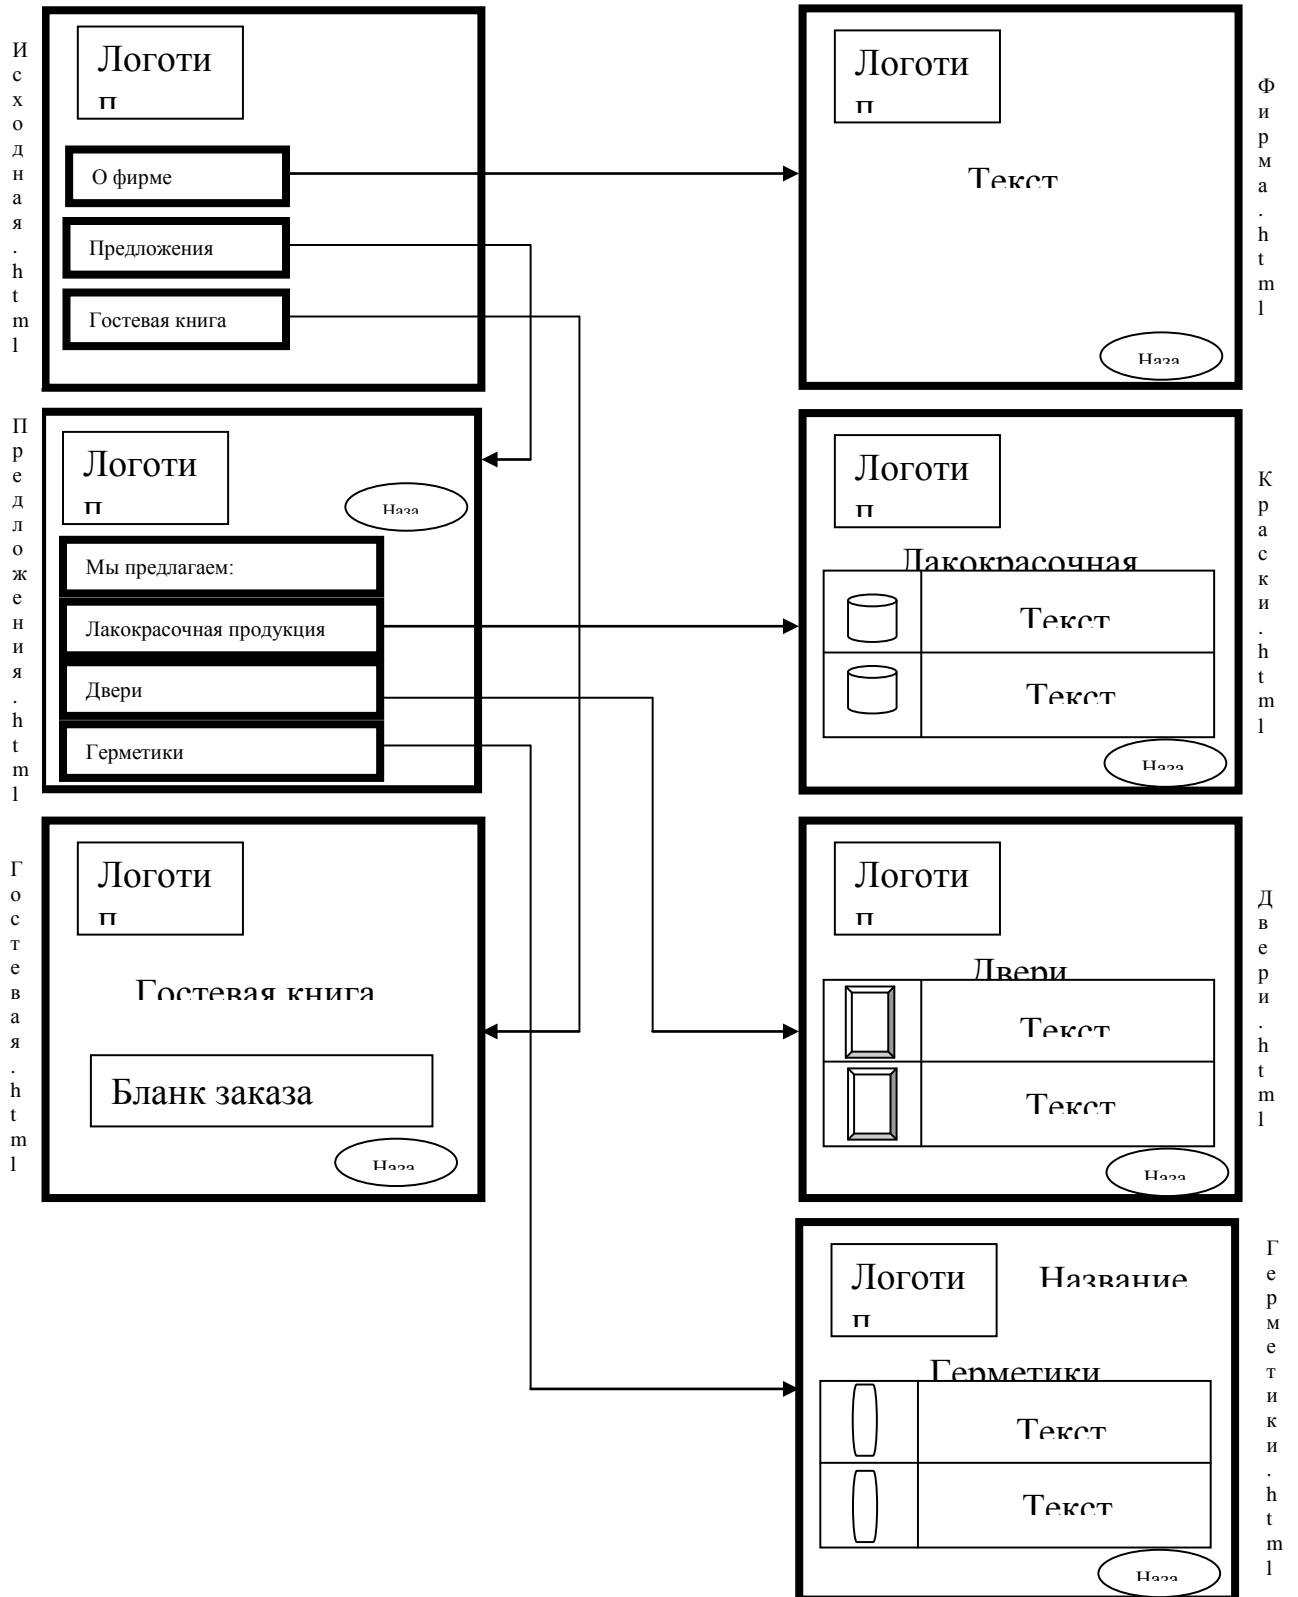 Исходная.html
Логоти
п
О фирме
Предложения
Гостевая книга
Фирма.html
Логоти
п
Текст
Наза
Предложения.html
Логоти
п
Наза
Мы предлагаем:
Лакокрасочная продукция
Двери
Герметики
Краски.html
Логоти
п
Лакокрасочная
Текст
Текст
Наза
Гостевая.html
Логоти
п
Гостевая книга
Бланк заказа
Наза
Двери.html
Логоти
п
Двери
Текст
Текст
Наза
Герметики.html
Логоти
п
Название
Герметики
Текст
Текст
Наза